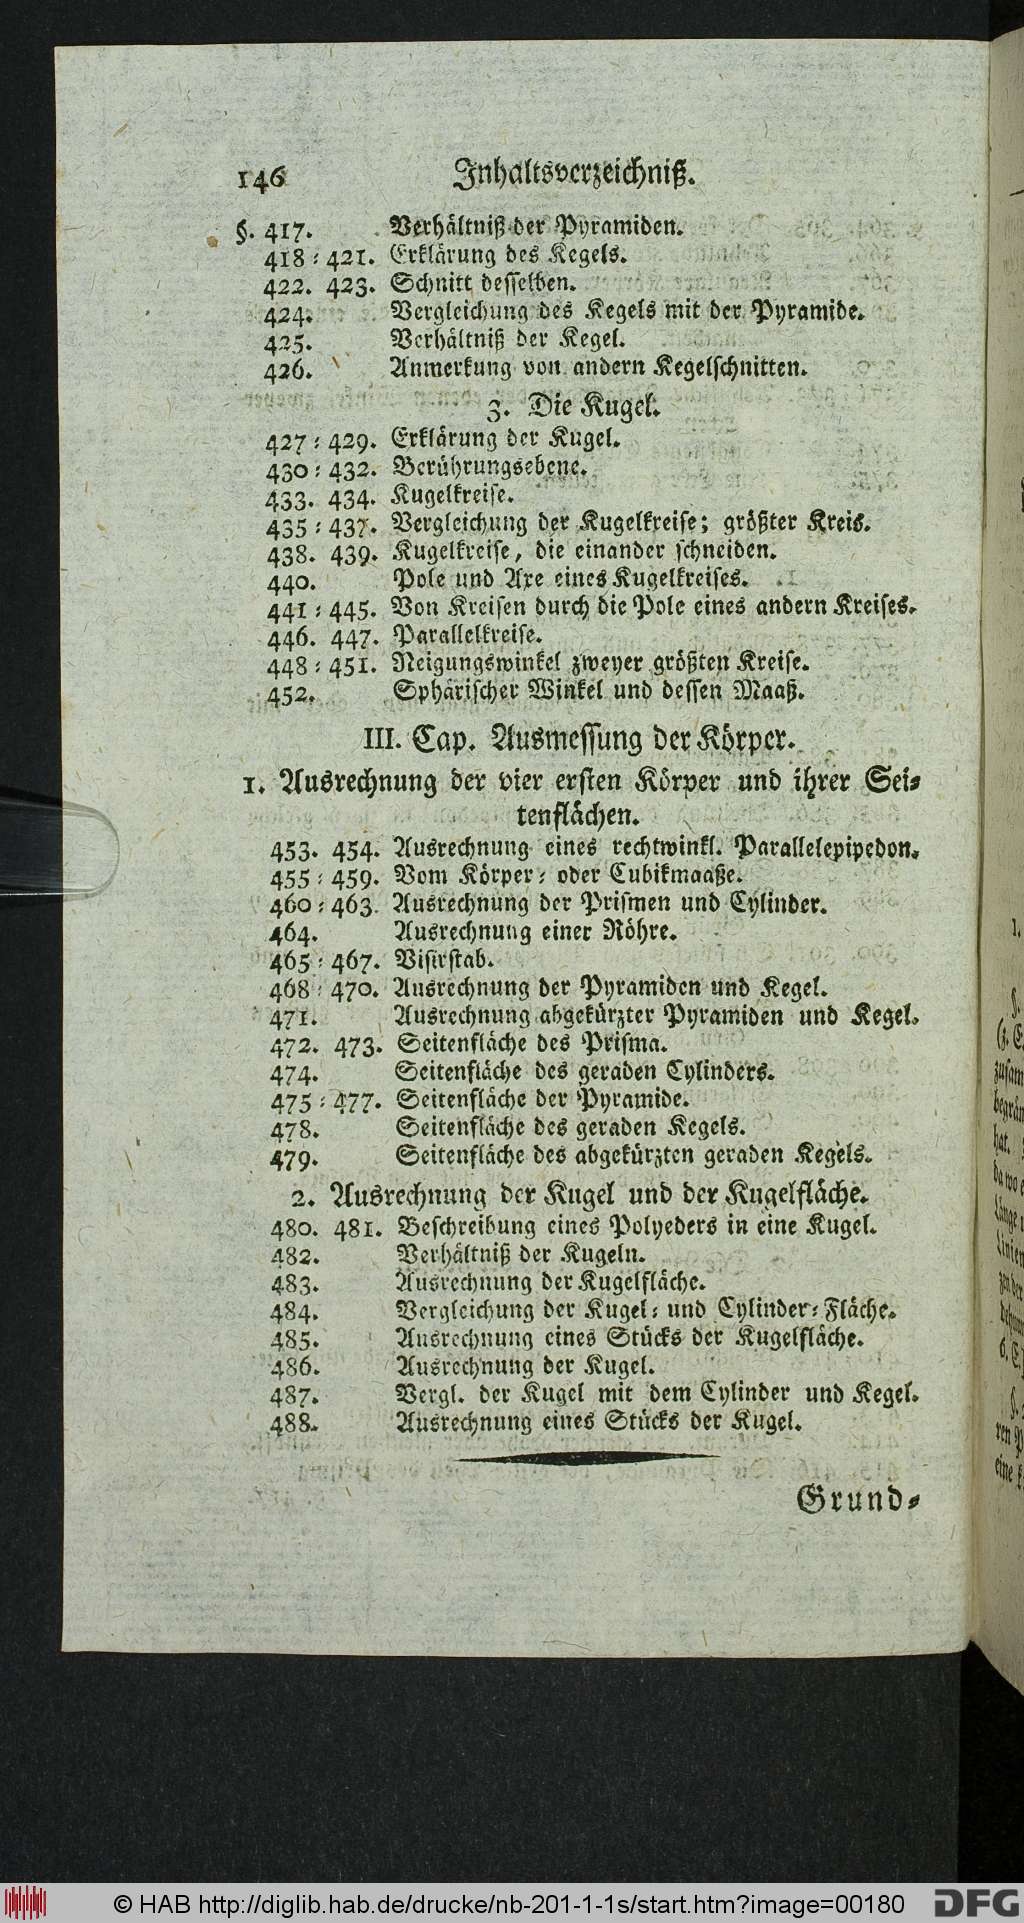 146 Inhaltsverzeichniß.
§. 417. Verhältniß der Pyramiden.
418 = 421. Erklärung des Kegels.
422. 423. Schnitt desselben.
424. Vergleichung des Kegels mit der Pyramide.
425. Verhältniß der Kegel.
426. Anmerkung von andern Kegelschnitten.
3. Die Kugel.
427 = 429. Erklärung der Kugel.
430 = 432. Berührungsebene.
433. 434. Kugelkreise.
435 = 437. Vergleichung der Kugelkreise; größter Kreis.
438. 439. Kugelkreise, die einander schneiden.
440. Pole und Axe eines Kugelkreises.
441 = 445. Von Kreisen durch die Pole eines andern Kreises.
446. 447. Parallelkreise.
448 = 451. Neigungswinkel zweyer größten Kreise.
452. Sphärischer Winkel und dessen Maaß.
III. Cap. Ausmessung der Körper.
1. Ausrechnung der vier ersten Körper und ihrer Sei=
tenflächen.
453. 454. Ausrechnung eines rechtwinkl. Parallelepipedon.
455 = 459. Vom Körper= oder Cubikmaaße.
460 = 463. Ausrechnung der Prismen und Cylinder.
464. Ausrechnung einer Röhre.
465 = 467. Visirstab.
468 = 470. Ausrechnung der Pyramiden und Kegel.
471. Ausrechnung abgekürzter Pyramiden und Kegel.
472. 473. Seitenfläche des Prisma.
474. Seitenfläche des geraden Cylinders.
475 = 477. Seitenfläche der Pyramide.
478. Seitenfläche des geraden Kegels.
479. Seitenfläche des abgekürzten geraden Kegels.
2. Ausrechnung der Kugel und der Kugelfläche.
480. 481. Beschreibung eines Polyeders in eine Kugel.
482. Verhältniß der Kugeln.
483. Ausrechnung der Kugelfläche.
484. Vergleichung der Kugel= und Cylinder=Fläche.
485. Ausrechnung eines Stücks der Kugelfläche.
486. Ausrechnung der Kugel.
487. Vergl. der Kugel mit dem Cylinder und Kegel.
488. Ausrechnung eines Stücks der Kugel.
Grund=
© HAB http://diglib.hab.de/drucke/nb-201-1-1s/start.htm?image=00180 DFG